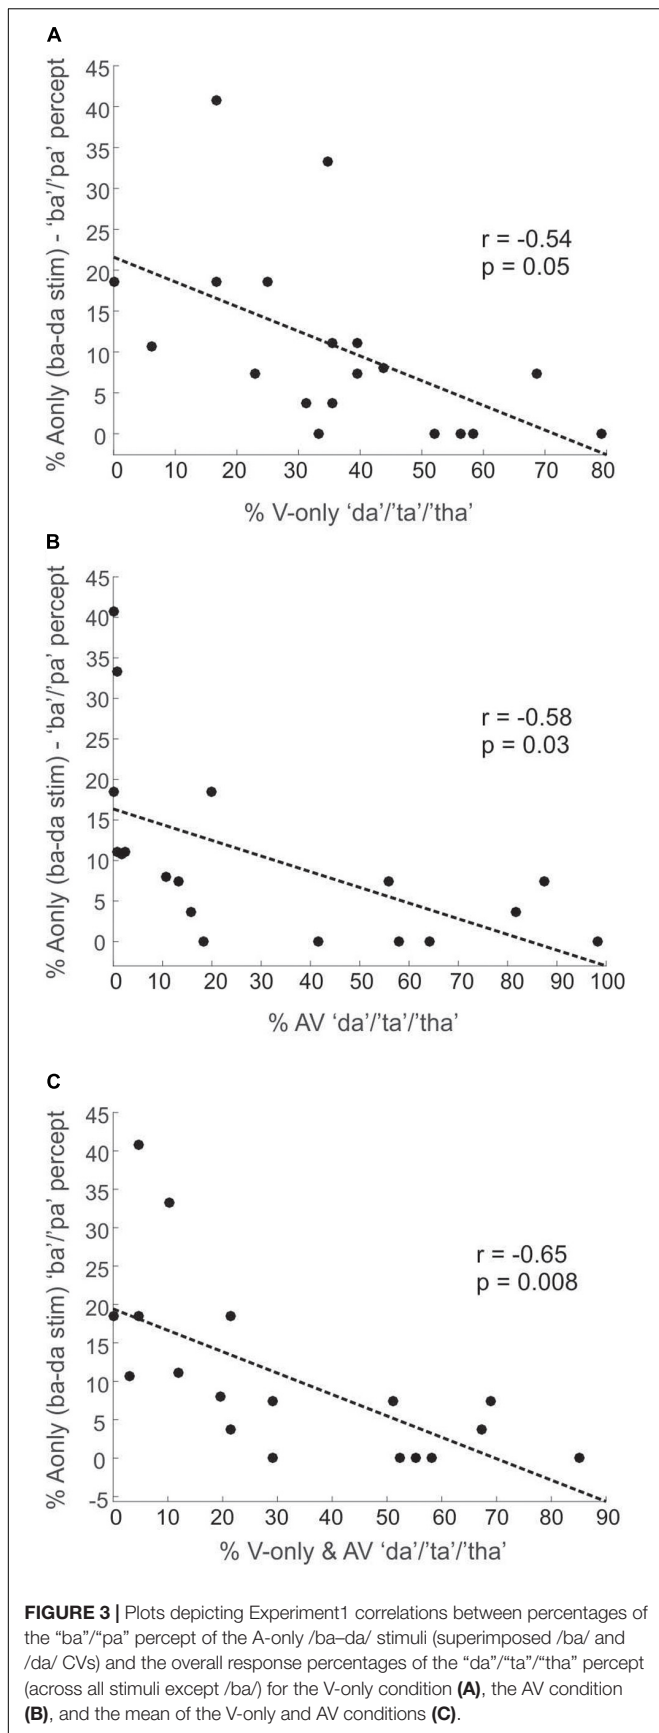 A
% Aonly (ba-da stim) - 'ba'/'pa' percept
45
40
35
30
25
20
15
10
5
0
r = -0.54
p = 0.05
0 10 20 30 40 50 60 70 80
% V-only 'da'/'ta'/'tha'
B
% Aonly (ba-da stim) - 'ba'/'pa' percept
45
40
35
30
25
20
15
10
5
0
r = -0.58
p = 0.03
0 10 20 30 40 50 60 70 80 90 100
% AV 'da'/'ta'/'tha'
C
% Aonly (ba-da stim) 'ba'/'pa' percept
45
40
35
30
25
20
15
10
5
0
-5
r = -0.65
p = 0.008
0 10 20 30 40 50 60 70 80 90
% V-only & AV 'da'/'ta'/'tha'
FIGURE 3 | Plots depicting Experiment1 correlations between percentages of
the "ba"/"pa" percept of the A-only /ba–da/ stimuli (superimposed /ba/ and
/da/ CVs) and the overall response percentages of the "da"/"ta"/"tha" percept
(across all stimuli except /ba/) for the V-only condition (A), the AV condition
(B), and the mean of the V-only and AV conditions (C).